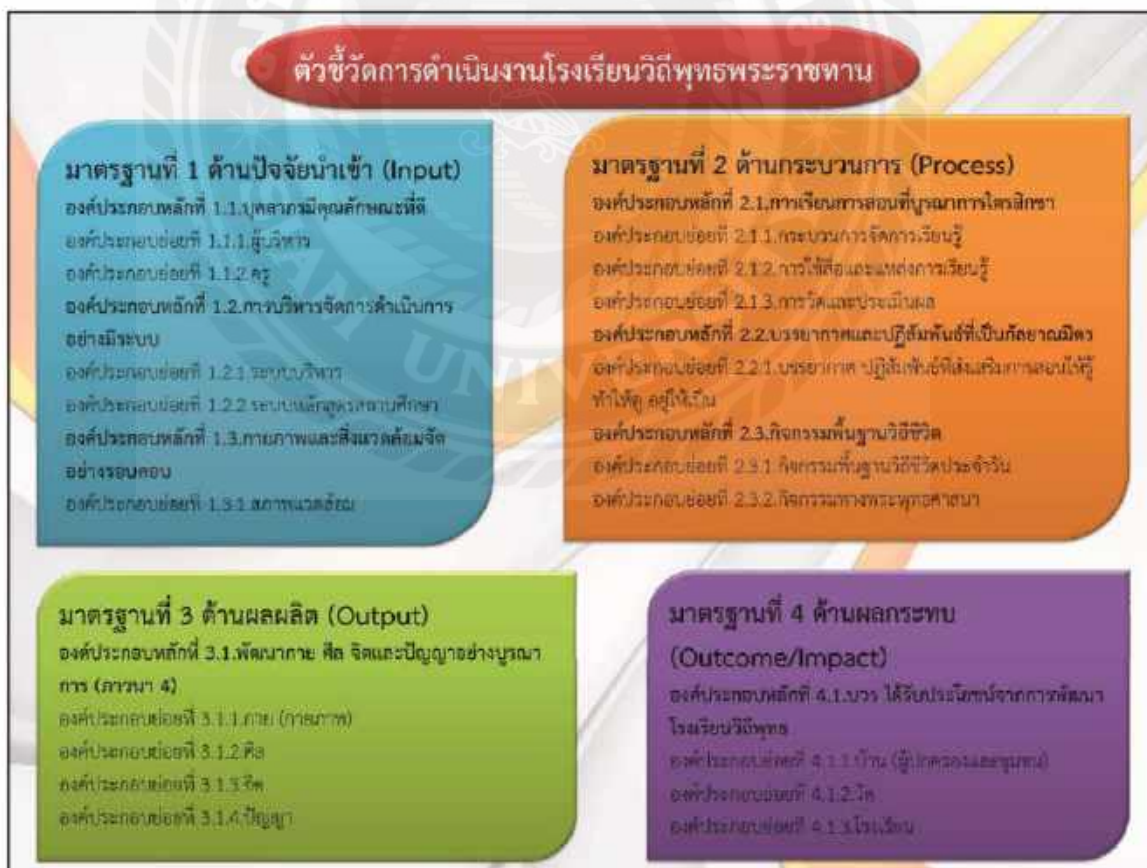 ตัวชี้วัดการดำเนินงานโรงเรียนวิถีพุทธพระราชทาน
มาตรฐานที่ 1 ด้านปัจจัยนำเข้า (Input)
องค์ประกอบหลักที่ 1.1.บุคลากรมีคุณลักษณะที่ดี
องค์ประกอบย่อยที่ 1.1.1.ผู้บริหาร
องค์ประกอบย่อยที่ 1.1.2.ครู
องค์ประกอบหลักที่ 1.2.การบริหารจัดการดำเนินการ
อย่างมีระบบ
องค์ประกอบย่อยที่ 1.2.1.ระบบบริหาร
องค์ประกอบย่อยที่ 1.2.2.ระบบหลักสูตรสถานศึกษา
องค์ประกอบหลักที่ 1.3.กายภาพและสิ่งแวดล้อมจัด
อย่างรอบคอบ
องค์ประกอบย่อยที่ 1.3.1.สภาพแวดล้อม
มาตรฐานที่ 2 ด้านกระบวนการ (Process)
องค์ประกอบหลักที่ 2.1.การเรียนการสอนที่บูรณาการไตรสิกขา
องค์ประกอบย่อยที่ 2.1.1.กระบวนการจัดการเรียนรู้
องค์ประกอบย่อยที่ 2.1.2.การใช้สื่อและแหล่งการเรียนรู้
องค์ประกอบย่อยที่ 2.1.3.การวัดและประเมินผล
องค์ประกอบหลักที่ 2.2.บรรยากาศและปฏิสัมพันธ์ที่เป็นกัลยาณมิตร
องค์ประกอบย่อยที่ 2.2.1.บรรยากาศ ปฏิสัมพันธ์ที่ส่งเสริมการสอนให้รู้
ทำให้ดู อยู่ให้เป็น
องค์ประกอบหลักที่ 2.3.กิจกรรมพื้นฐานวิถีชีวิต
องค์ประกอบย่อยที่ 2.3.1.กิจกรรมพื้นฐานวิถีชีวิตประจำวัน
องค์ประกอบย่อยที่ 2.3.2.กิจกรรมทางพระพุทธศาสนา
มาตรฐานที่ 3 ด้านผลผลิต (Output)
องค์ประกอบหลักที่ 3.1.พัฒนากาย ศีล จิตและปัญญาอย่างบูรณา
การ (ภาวนา 4)
องค์ประกอบย่อยที่ 3.1.1.กาย (กายภาพ)
องค์ประกอบย่อยที่ 3.1.2.ศีล
องค์ประกอบย่อยที่ 3.1.3.จิต
องค์ประกอบย่อยที่ 3.1.4.ปัญญา
มาตรฐานที่ 4 ด้านผลกระทบ
(Outcome/Impact)
องค์ประกอบหลักที่ 4.1.บวร ได้รับประโยชน์จากการพัฒนา
โรงเรียนวิถีพุทธ
องค์ประกอบย่อยที่ 4.1.1.บ้าน (ผู้ปกครองและชุมชน)
องค์ประกอบย่อยที่ 4.1.2.วัด
องค์ประกอบย่อยที่ 4.1.3.โรงเรียน